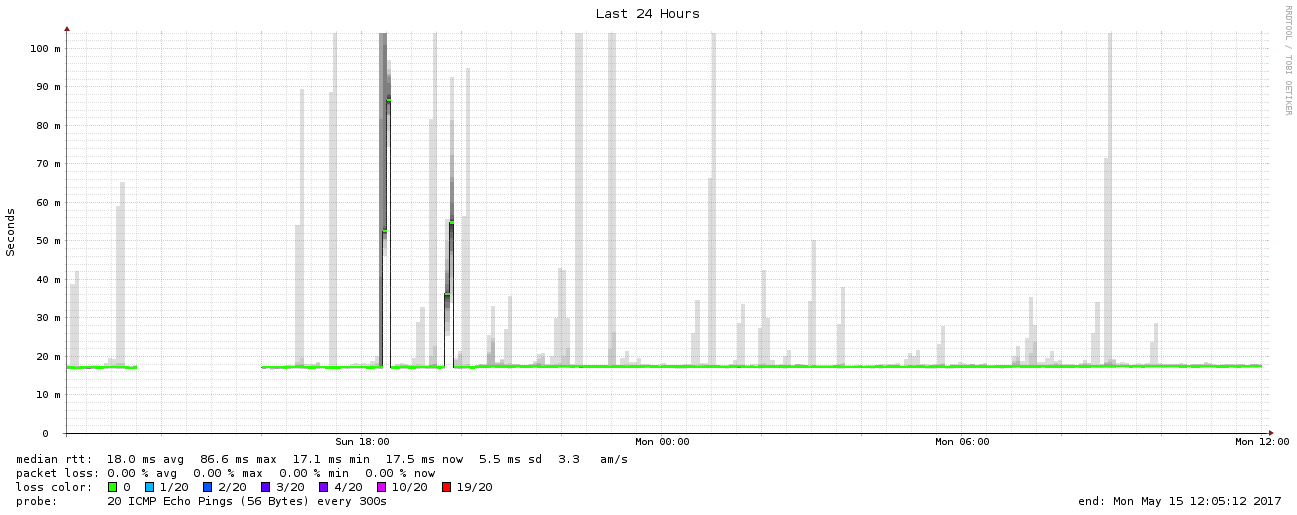 Last 24 Hours
RRDTOOL / TOBI OETIKER
Seconds
100 m
90 m
80 m
70 m
60 m
50 m
40 m
30 m
20 m
10 m
0
Sun 18:00 Mon 00:00 Mon 06:00 Mon 12:00
median rtt: 18.0 ms avg 86.6 ms max 17.1 ms min 17.5 ms now 5.5 ms sd 3.3 am/s
packet loss: 0.00 % avg 0.00 % max 0.00 % min 0.00 % now
loss color: 0 1/20 2/20 3/20 4/20 10/20 19/20
probe: 20 ICMP Echo Pings (56 Bytes) every 300s end: Mon May 15 12:05:12 2017